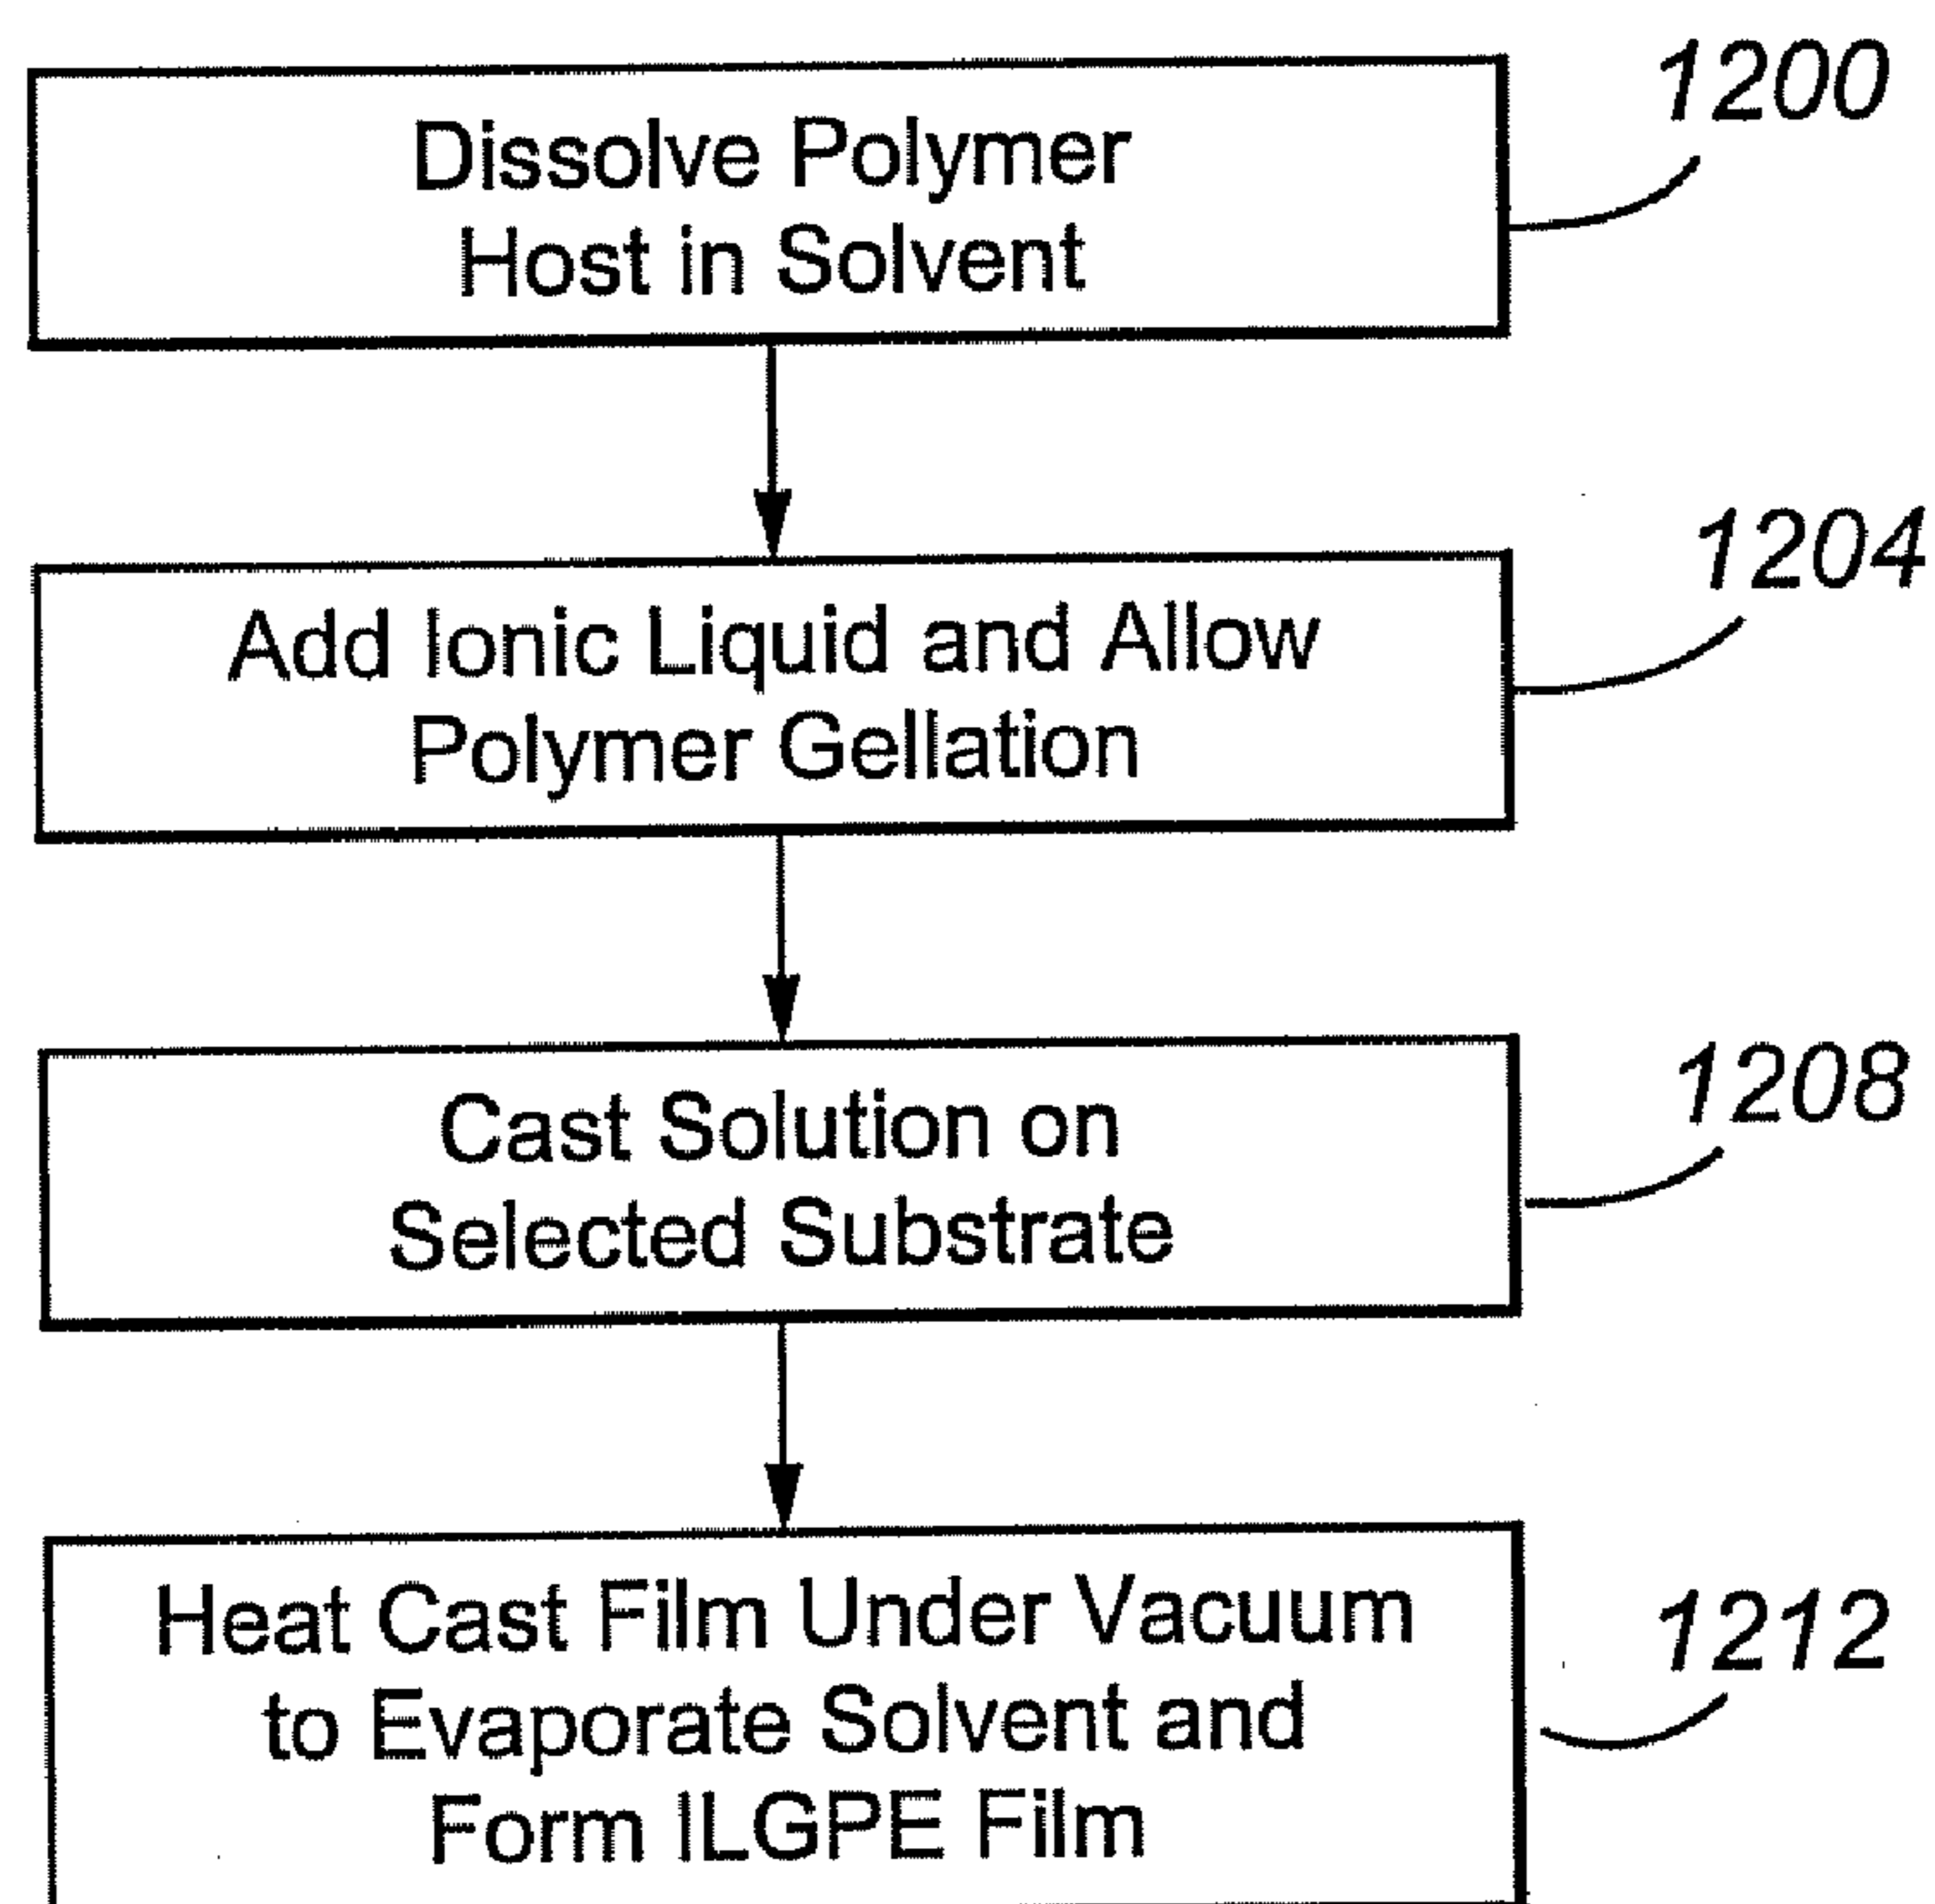 Dissolve Polymer
Host in Solvent
1200
Add Ionic Liquid and Allow
Polymer Gellation
1204
Cast Solution on
Selected Substrate
1208
Heat Cast Film Under Vacuum
to Evaporate Solvent and
Form ILGPE Film
1212